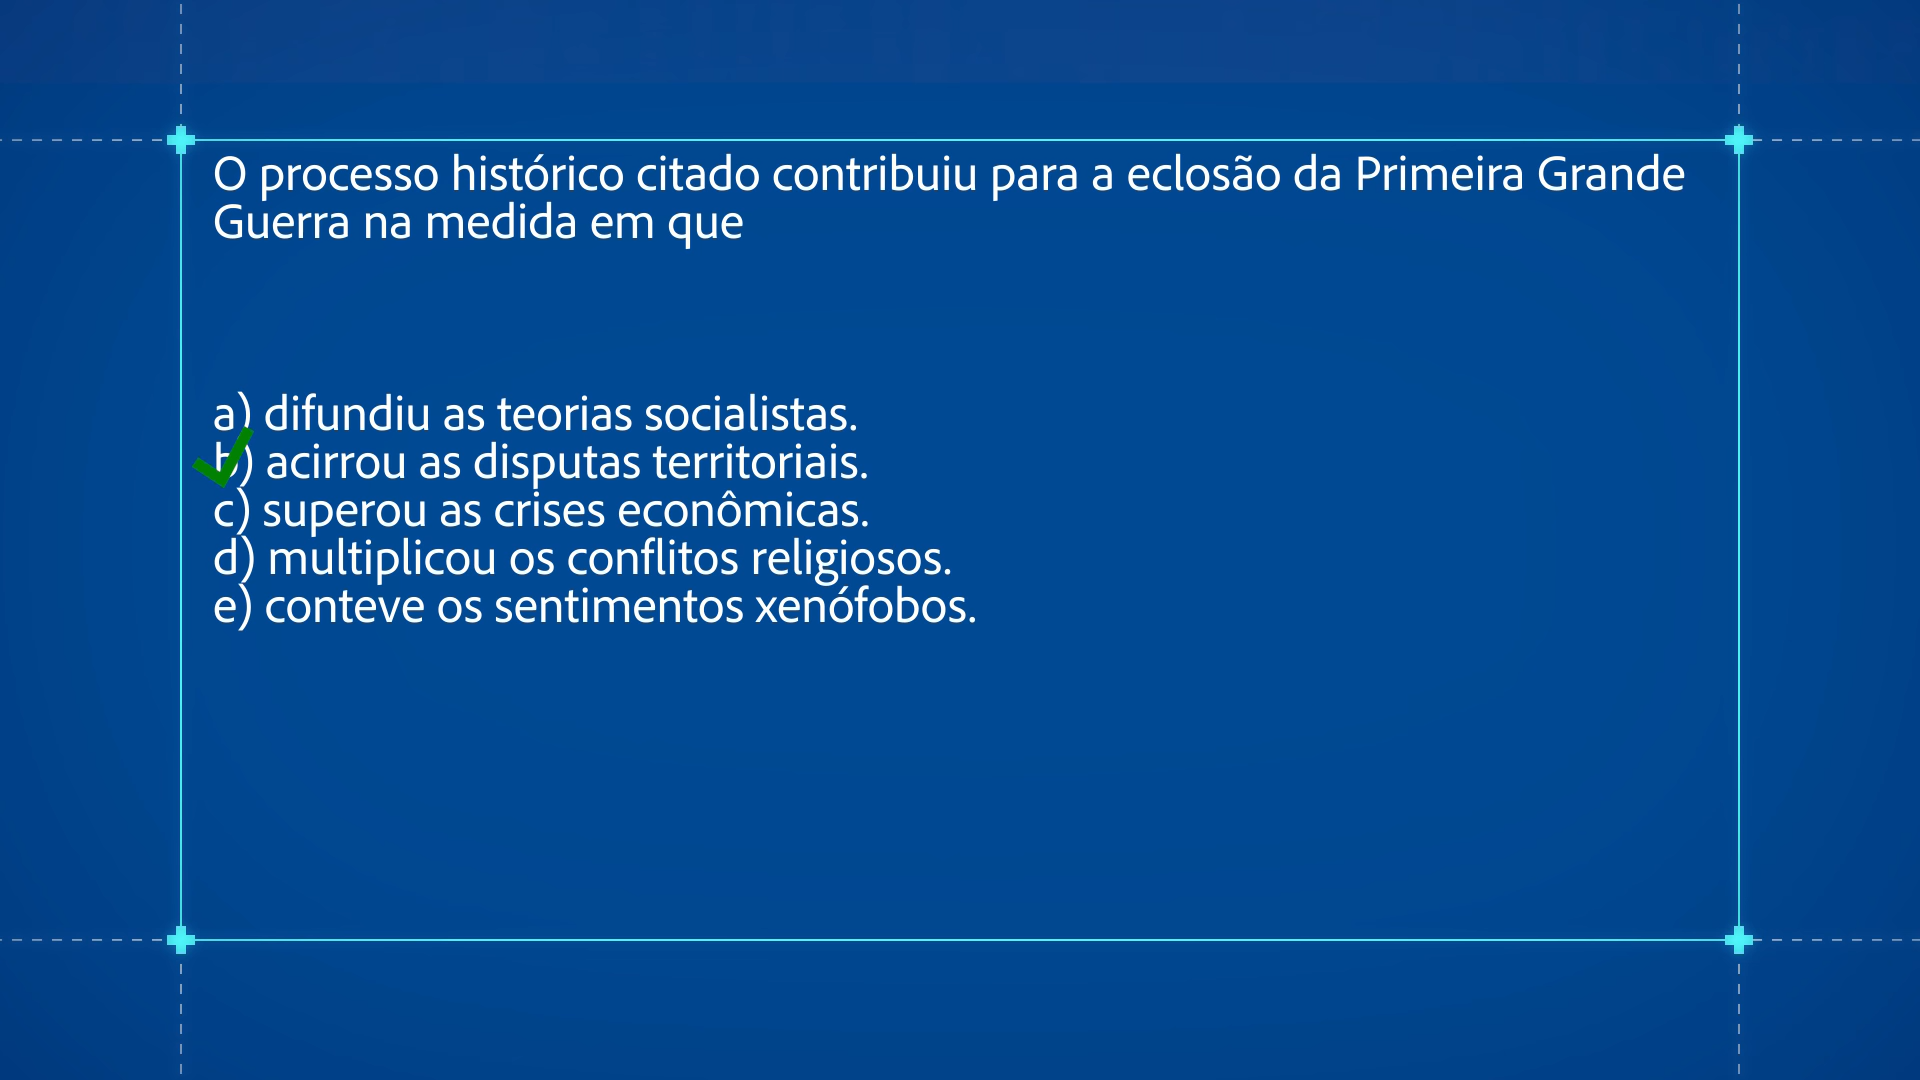 O processo histórico citado contribuiu para a eclosão da Primeira Grande
Guerra na medida em que
a) difundiu as teorias socialistas.
b) acirrou as disputas territoriais.
c) superou as crises econômicas.
d) multiplicou os conflitos religiosos.
e) conteve os sentimentos xenófobos.